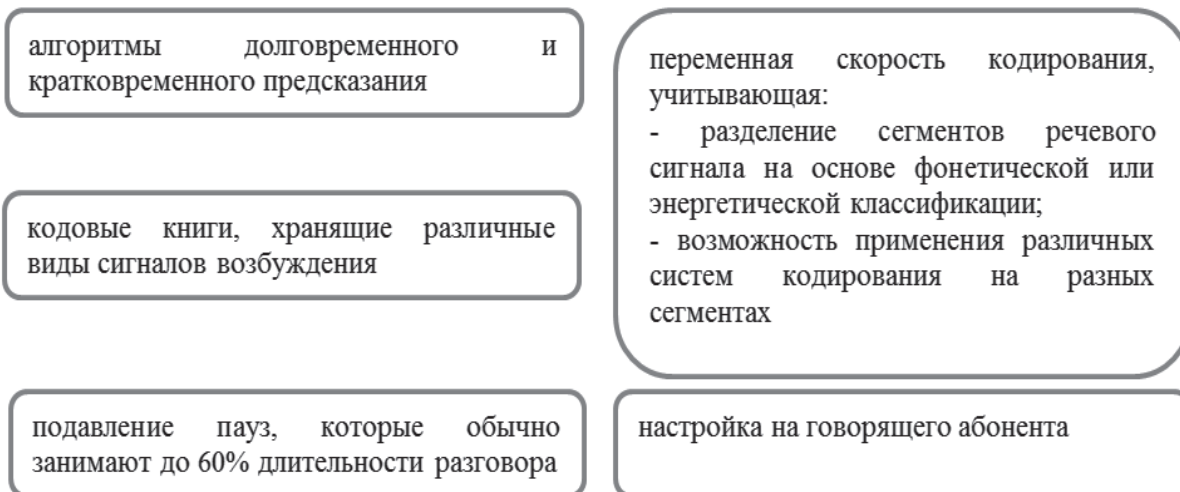 алгоритмы долговременного и
кратковременного предсказания
кодовые книги, хранящие различные
виды сигналов возбуждения
подавление пауз, которые обычно
занимают до 60% длительности разговора
переменная скорость кодирования,
учитывающая:
- разделение сегментов речевого
сигнала на основе фонетической или
энергетической классификации;
- возможность применения различных
систем кодирования на разных
сегментах
настройка на говорящего абонента